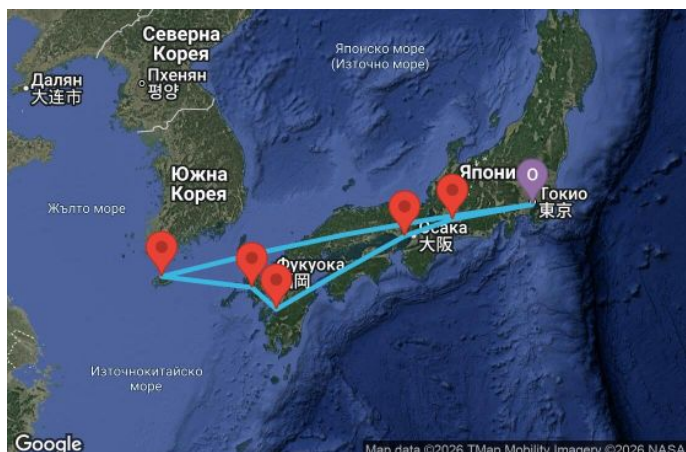 Северна
Корея
Японско море
(Източно море)
Далян
大连市
Пхенян
평양
Южна
Корея
Япони
O
Токио
東京
Жълто море
Осака
大阪
Фукуока
岡
Източнокитайско
море
Google
Map data ©2026 TMap Mobility Imagery ©2026 NASA